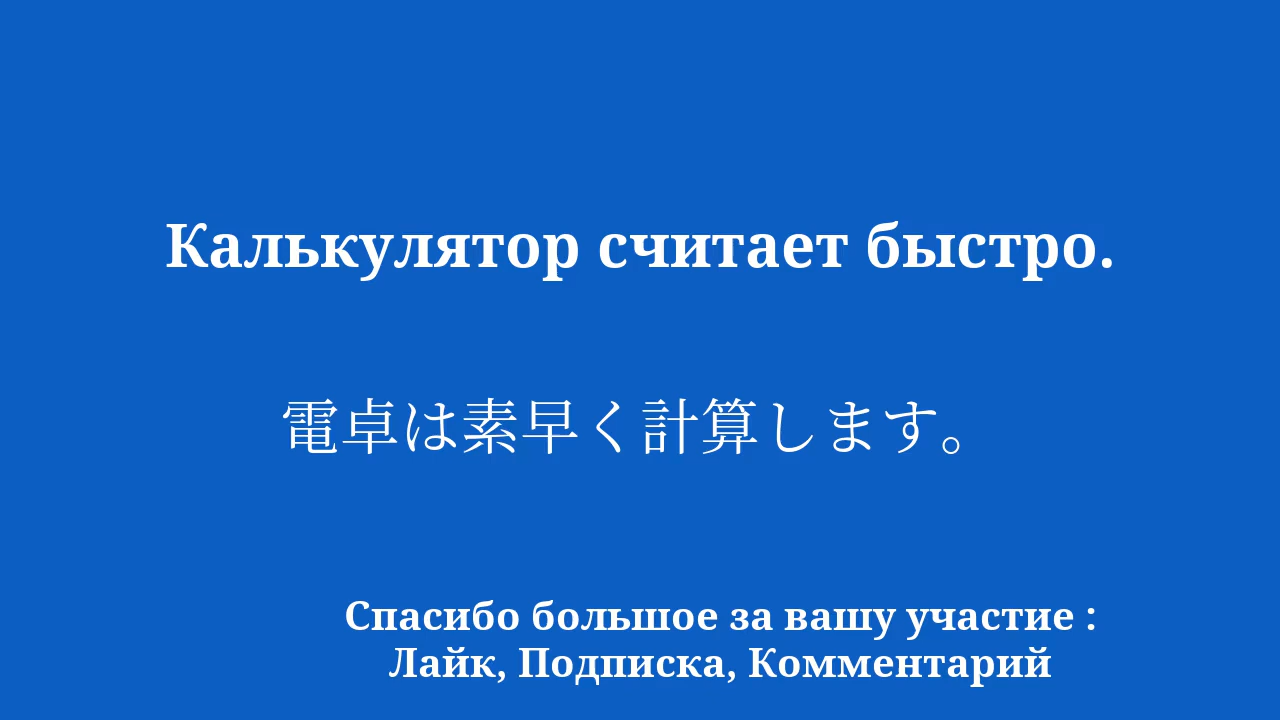 Калькулятор считает быстро.
電卓は素早く計算します。
Спасибо большое за вашу участие :
Лайк, Подписка, Комментарий